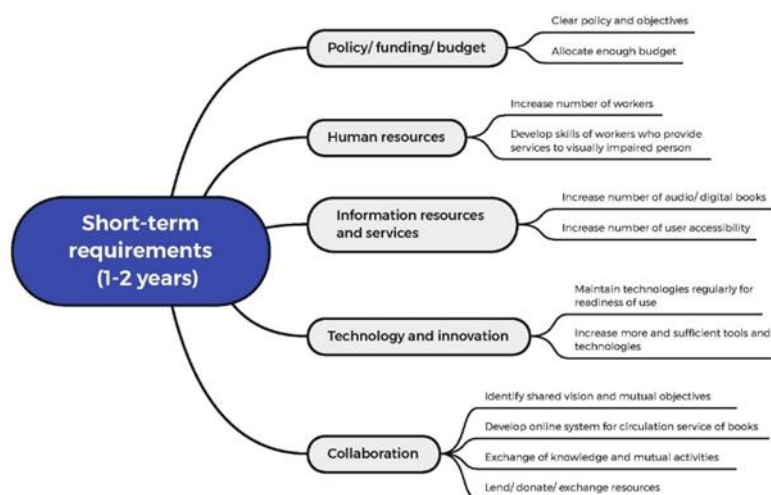 Short-term
requirements
(1-2 years)
Policy/ funding/ budget
Clear policy and objectives
Allocate enough budget
Human resources
Increase number of workers
Develop skills of workers who provide
services to visually impaired person
Information resources
and services
Increase number of audio/ digital books
Increase number of user accessibility
Technology and innovation
Maintain technologies regularly for
readiness of use
Increase more and sufficient tools and
technologies
Collaboration
Identify shared vision and mutual objectives
Develop online system for circulation service of books
Exchange of knowledge and mutual activities
Lend/ donate/ exchange resources